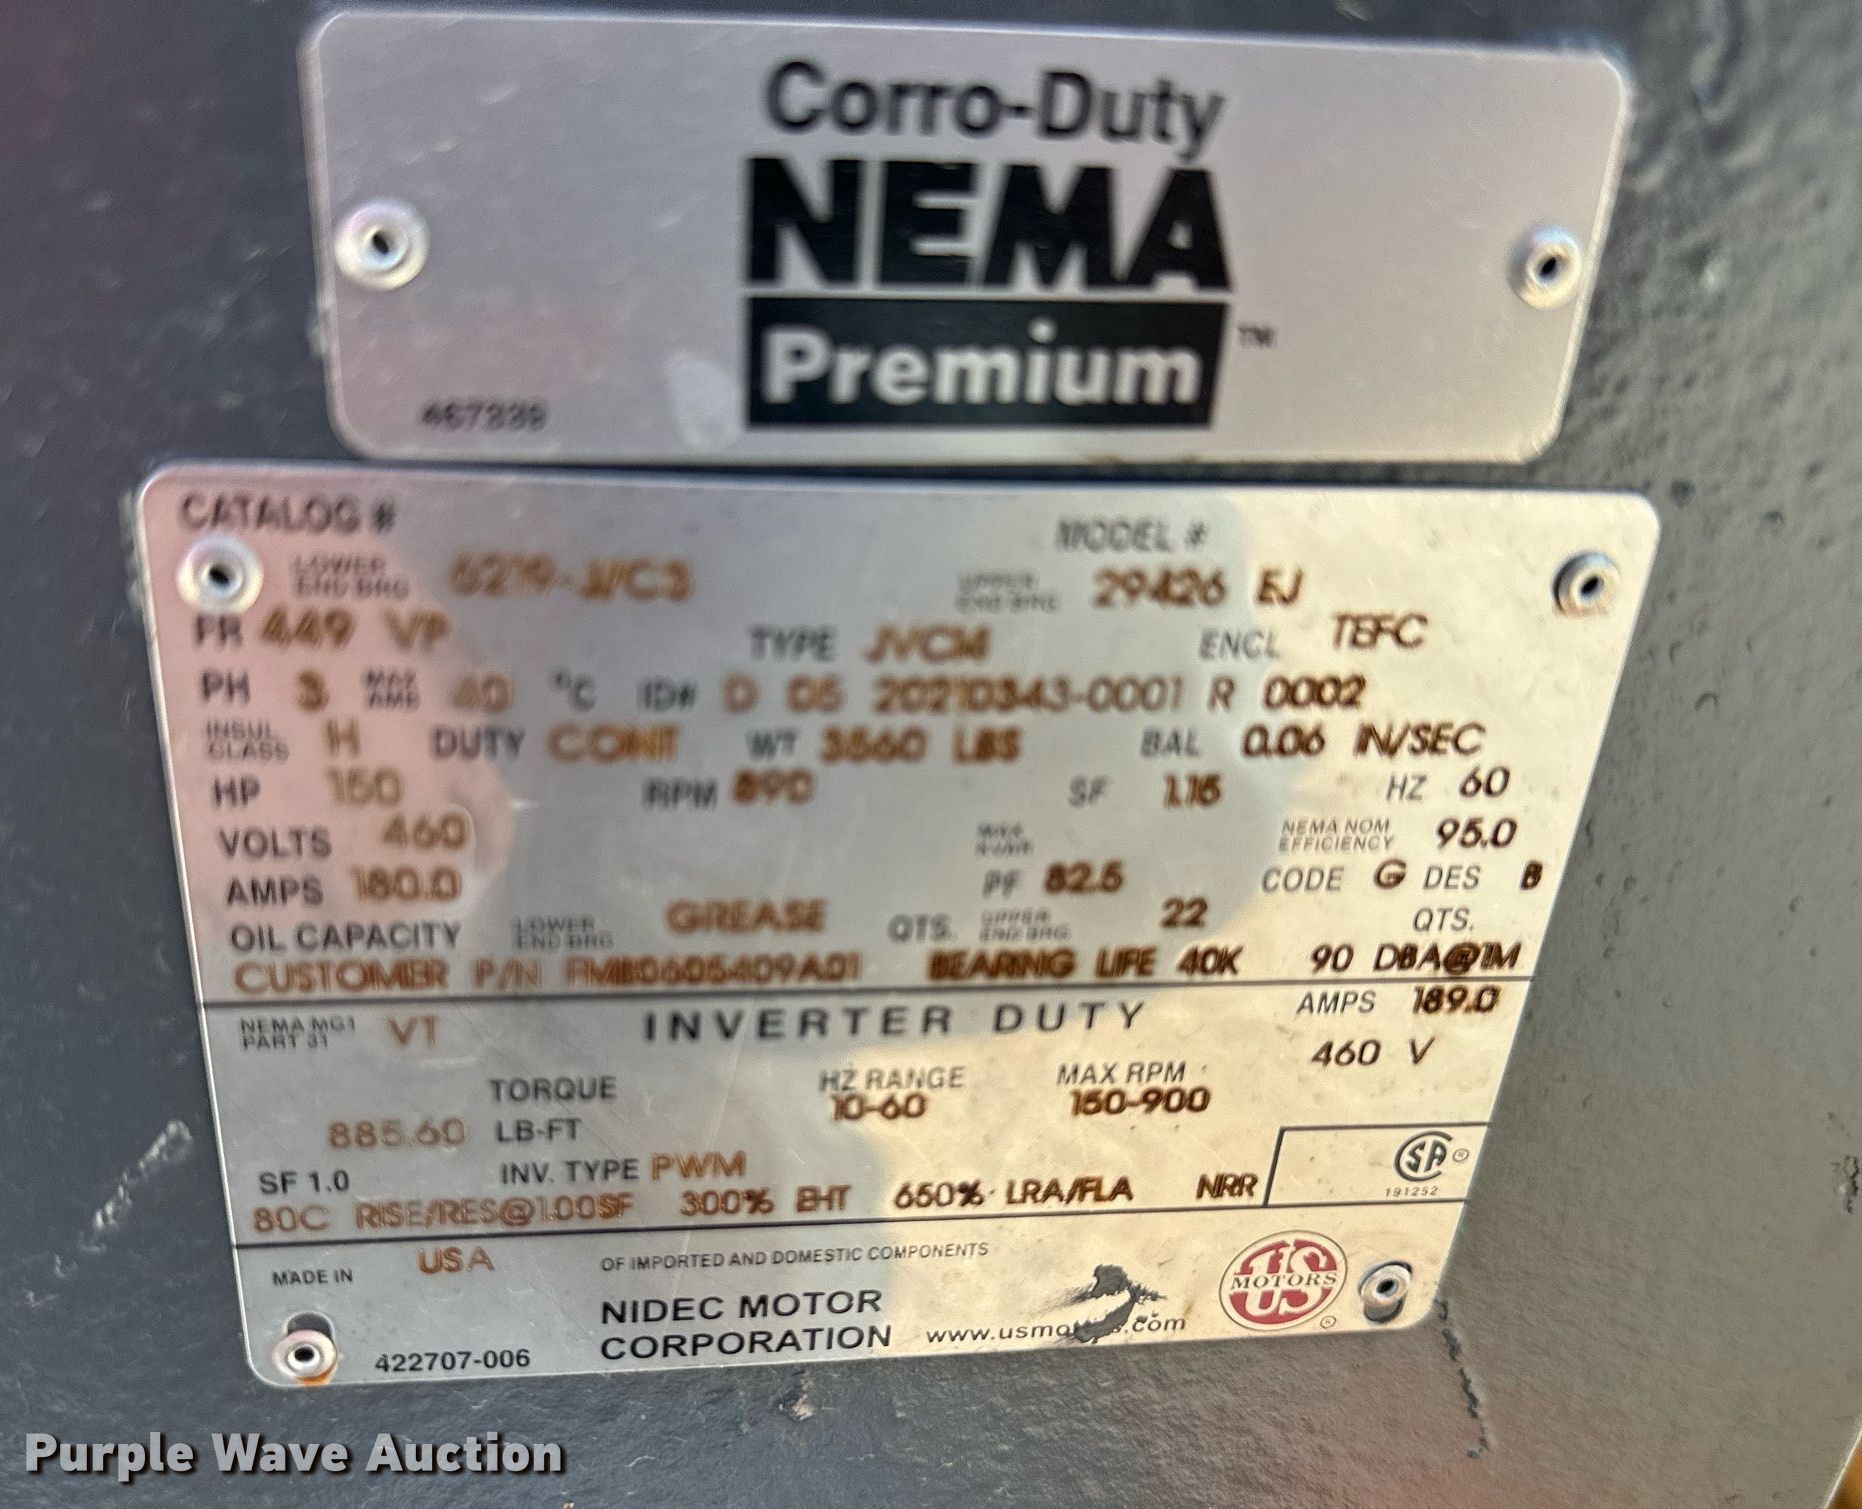 Corro-Duty
NEMA
Premium ™
CATALOG # MODEL #
LOWER END BRG 6219-J/C3 UPPER END BRG 29426 EJ
FR 449 VP TYPE JVCM ENCL TEFC
PH 3 MAX AMB 40 °C ID# D 05 20210343-0001 R 0002
INSUL CLASS H DUTY CONT WT 3560 LBS BAL 0.06 IN/SEC
HP 150 RPM 890 SF 1.15 HZ 60
VOLTS 460 MAX KVAR NEMA NOM EFFICIENCY 95.0
AMPS 180.0 PF 82.5 CODE G DES B
OIL CAPACITY LOWER END BRG GREASE QTS. UPPER END BRG 22 QTS.
CUSTOMER P/N BEARING LIFE 40K 90 DBA@1M
NEMA MG1 PART 31 VT INVERTER DUTY AMPS 189.0
460 V
TORQUE HZ RANGE MAX RPM
885.60 LB-FT 10-60 150-900
SF 1.0 INV. TYPE PWM
80C RISE/RES@1.00SF 300% EHT 650% LRA/FLA NRR
SA ®
191252
MADE IN USA OF IMPORTED AND DOMESTIC COMPONENTS
NIDEC MOTOR
CORPORATION
US
MOTORS
®
422707-006
Purple Wave Auction